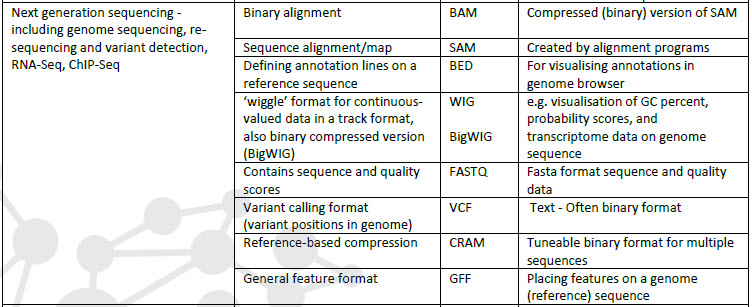 Next generation sequencing -
including genome sequencing, re-
sequencing and variant detection,
RNA-Seq, ChIP-Seq
Binary alignment BAM Compressed (binary) version of SAM
Sequence alignment/map SAM Created by alignment programs
Defining annotation lines on a BED For visualising annotations in
reference sequence genome browser
‘wiggle’ format for continuous- WIG e.g. visualisation of GC percent,
valued data in a track format, probability scores, and
also binary compressed version BigWIG transcriptome data on genome
(BigWIG) sequence
Contains sequence and quality FASTQ Fasta format sequence and quality
scores data
Variant calling format VCF Text - Often binary format
(variant positions in genome)
Reference-based compression CRAM Tuneable binary format for multiple
sequences
General feature format GFF Placing features on a genome
(reference) sequence